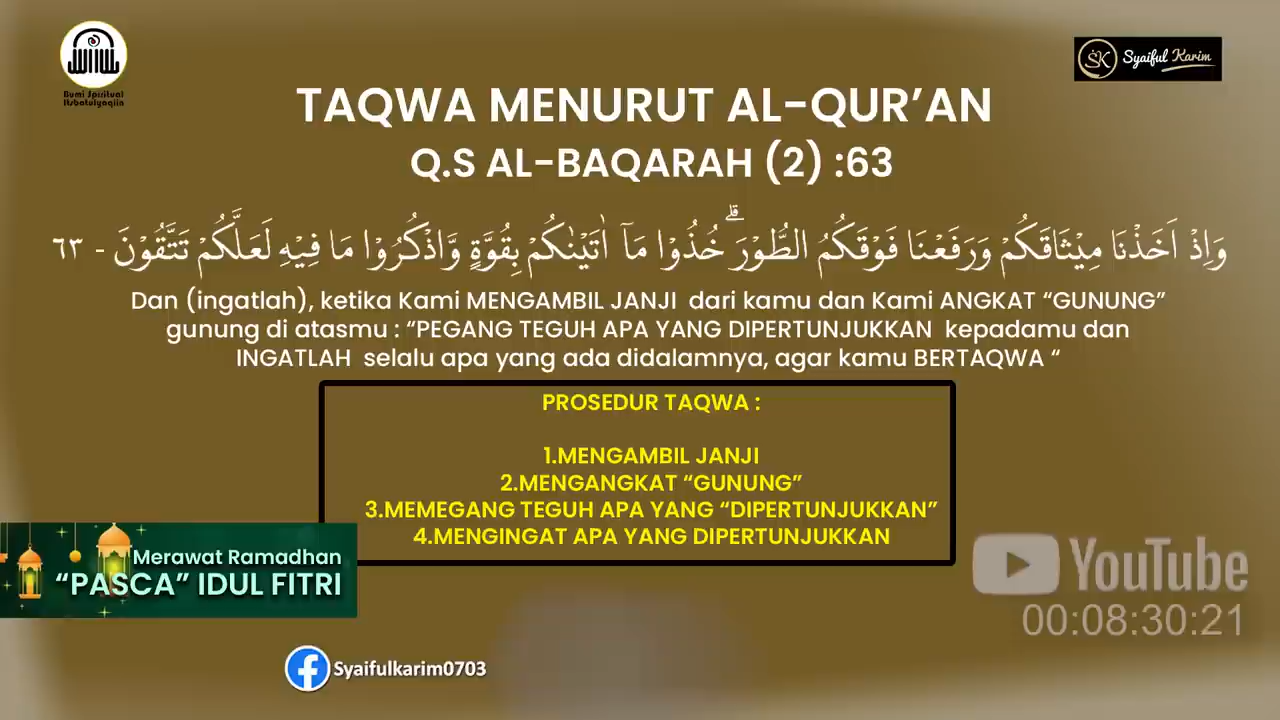 Bumi Spiritual
Itsbatulyaqiin
SK Syaiful Karim
TAQWA MENURUT AL-QUR’AN
Q.S AL-BAQARAH (2) :63
وَاِذْ اَخَذْنَا مِيْثَاقَكُمْ وَرَفَعْنَا فَوْقَكُمُ الطُّوْرَۗ خُذُوْا مَآ اٰتَيْنٰكُمْ بِقُوَّةٍ وَّاذْكُرُوْا مَا فِيْهِ لَعَلَّكُمْ تَتَّقُوْنَ - ٦٣
Dan (ingatlah), ketika Kami MENGAMBIL JANJI dari kamu dan Kami ANGKAT “GUNUNG”
gunung di atasmu : “PEGANG TEGUH APA YANG DIPERTUNJUKKAN kepadamu dan
INGATLAH selalu apa yang ada didalamnya, agar kamu BERTAQWA “
PROSEDUR TAQWA :
1.MENGAMBIL JANJI
2.MENGANGKAT “GUNUNG”
3.MEMEGANG TEGUH APA YANG “DIPERTUNJUKKAN”
4.MENGINGAT APA YANG DIPERTUNJUKKAN
Merawat Ramadhan
“PASCA” IDUL FITRI
YouTube
00:08:30:21
Syaifulkarim0703